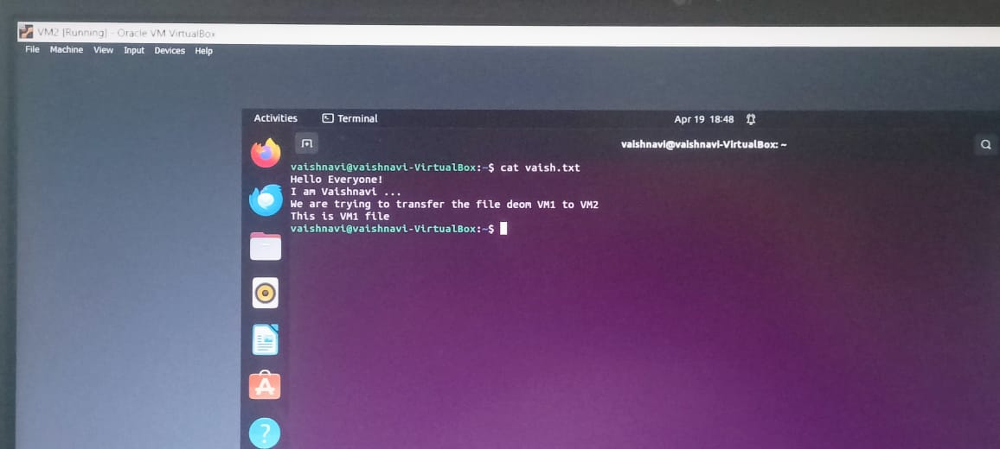 VM2 [Running] - Oracle VM VirtualBox
File Machine View Input Devices Help
Activities Terminal Apr 19 18:48
vaishnavi@vaishnavi-VirtualBox: ~
vaishnavi@vaishnavi-VirtualBox:~$ cat vaish.txt
Hello Everyone!
I am Vaishnavi ...
We are trying to transfer the file deom VM1 to VM2
This is VM1 file
vaishnavi@vaishnavi-VirtualBox:~$